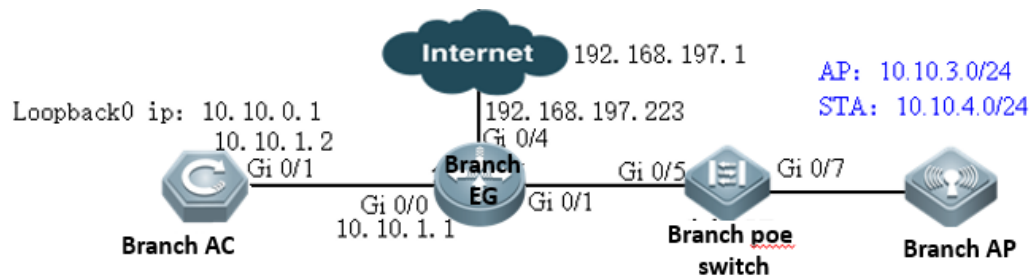 Internet
192.168.197.1
AP: 10.10.3.0/24
STA: 10.10.4.0/24
Loopback0 ip: 10.10.0.1
192.168.197.223
10.10.1.2
Gi 0/4
Gi 0/1
Branch
EG
Gi 0/5
Gi 0/7
Gi 0/0
Gi 0/1
10.10.1.1
Branch AC
Branch poe
switch
Branch AP